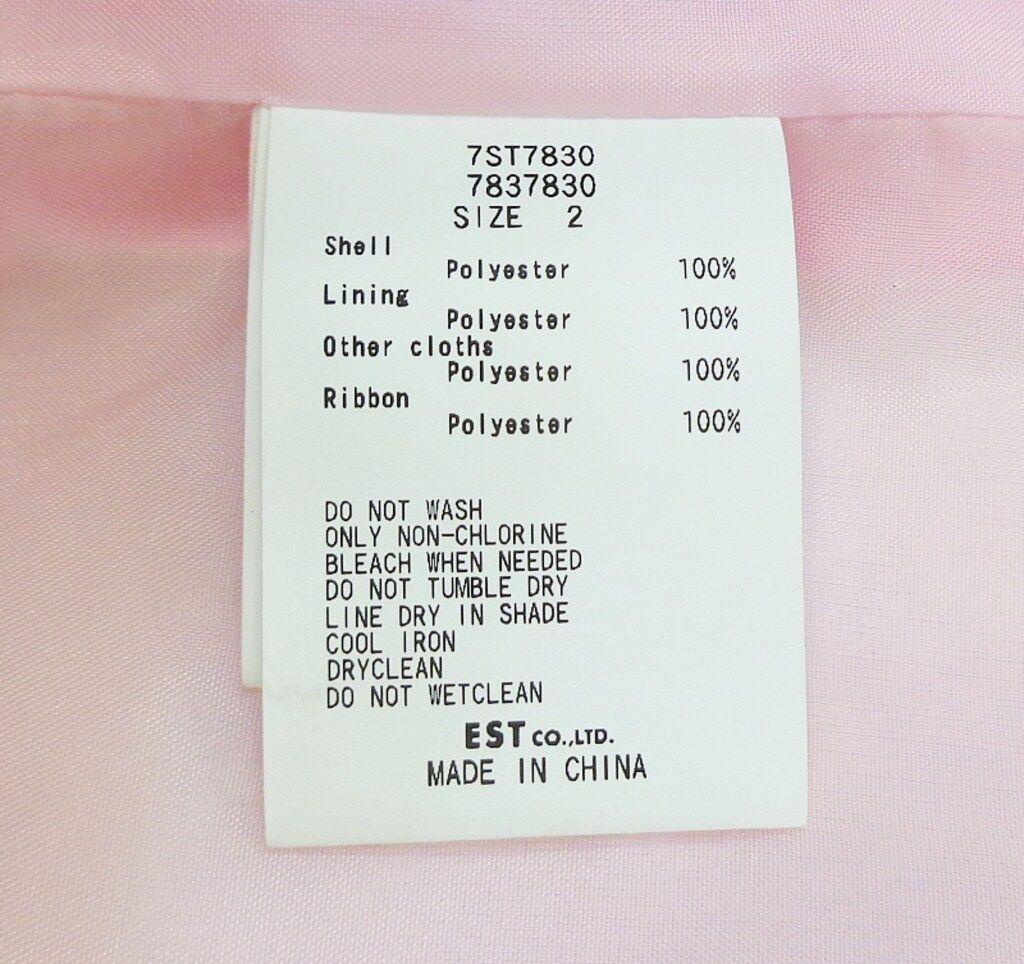 7ST7830
7837830
SIZE 2
Shell
Polyester 100%
Lining
Polyester 100%
Other cloths
Polyester 100%
Ribbon
Polyester 100%
DO NOT WASH
ONLY NON-CHLORINE
BLEACH WHEN NEEDED
DO NOT TUMBLE DRY
LINE DRY IN SHADE
COOL IRON
DRYCLEAN
DO NOT WETCLEAN
EST CO.,LTD.
MADE IN CHINA